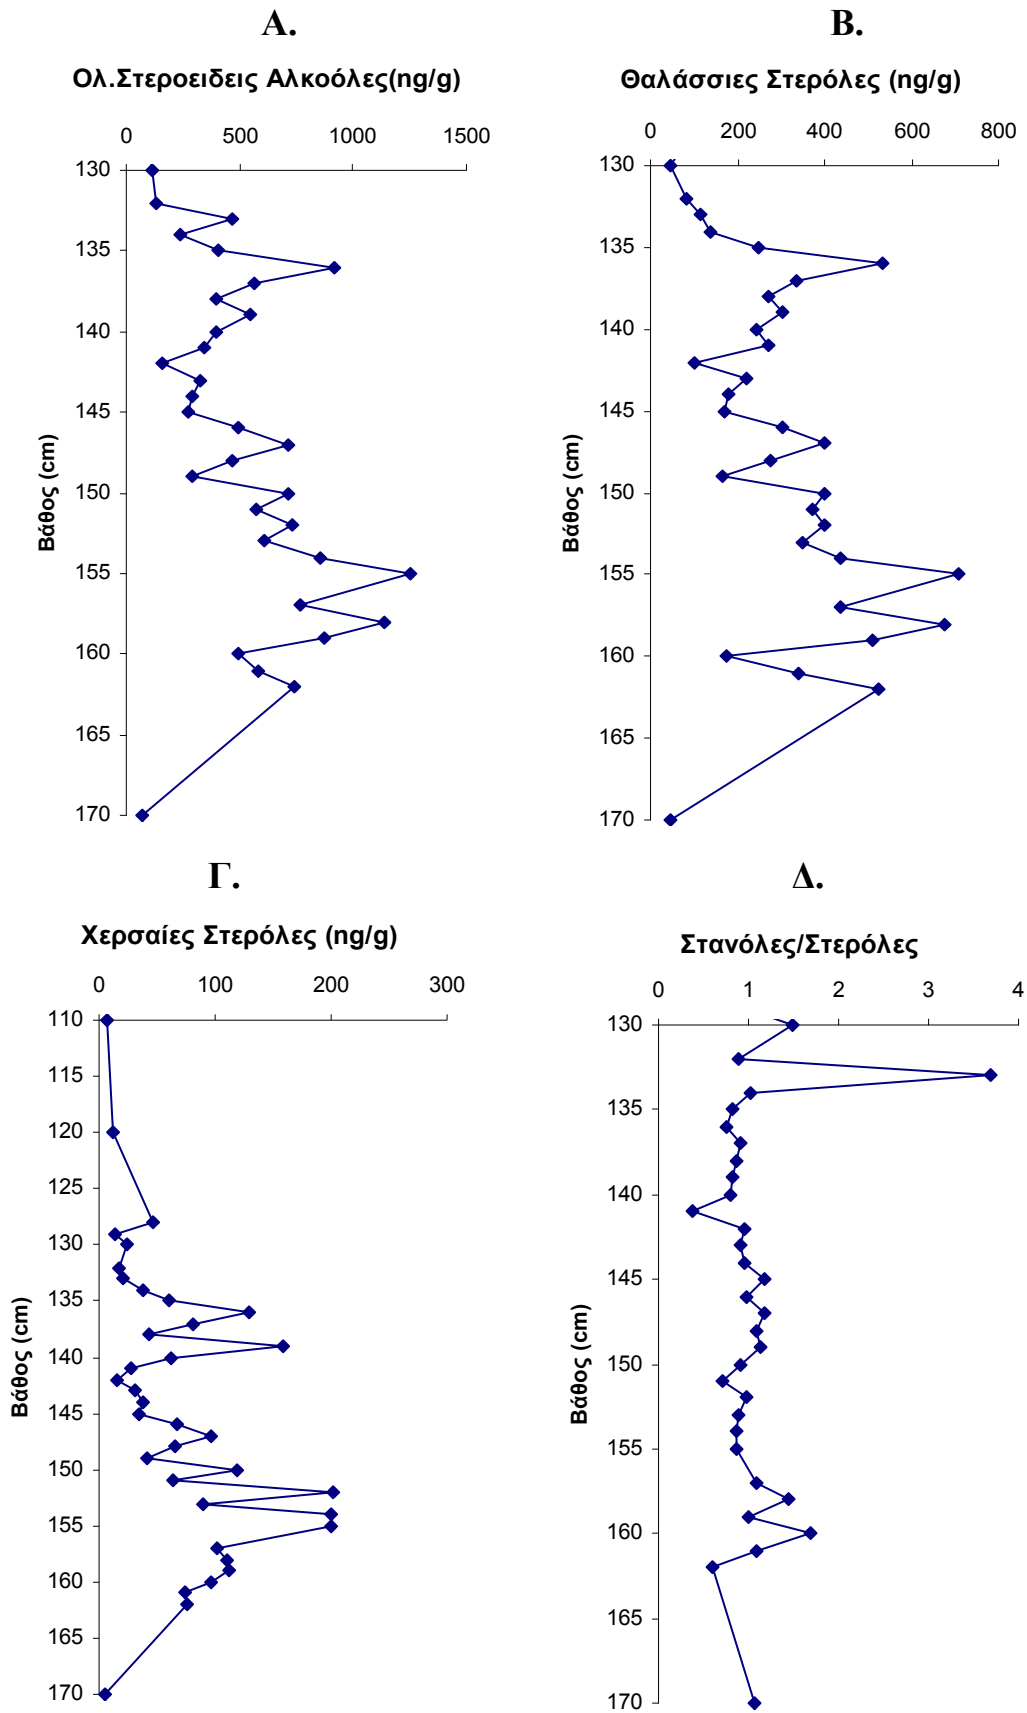 Α.
Ολ.Στεροειδεις Αλκοόλες(ng/g)
0 500 1000 1500
130
135
140
145
150
155
160
165
170
Βάθος (cm)
Β.
Θαλάσσιες Στερόλες (ng/g)
0 200 400 600 800
130
135
140
145
150
155
160
165
170
Βάθος (cm)
Γ.
Χερσαίες Στερόλες (ng/g)
0 100 200 300
110
115
120
125
130
135
140
145
150
155
160
165
170
Βάθος (cm)
Δ.
Στανόλες/Στερόλες
0 1 2 3 4
130
135
140
145
150
155
160
165
170
Βάθος (cm)